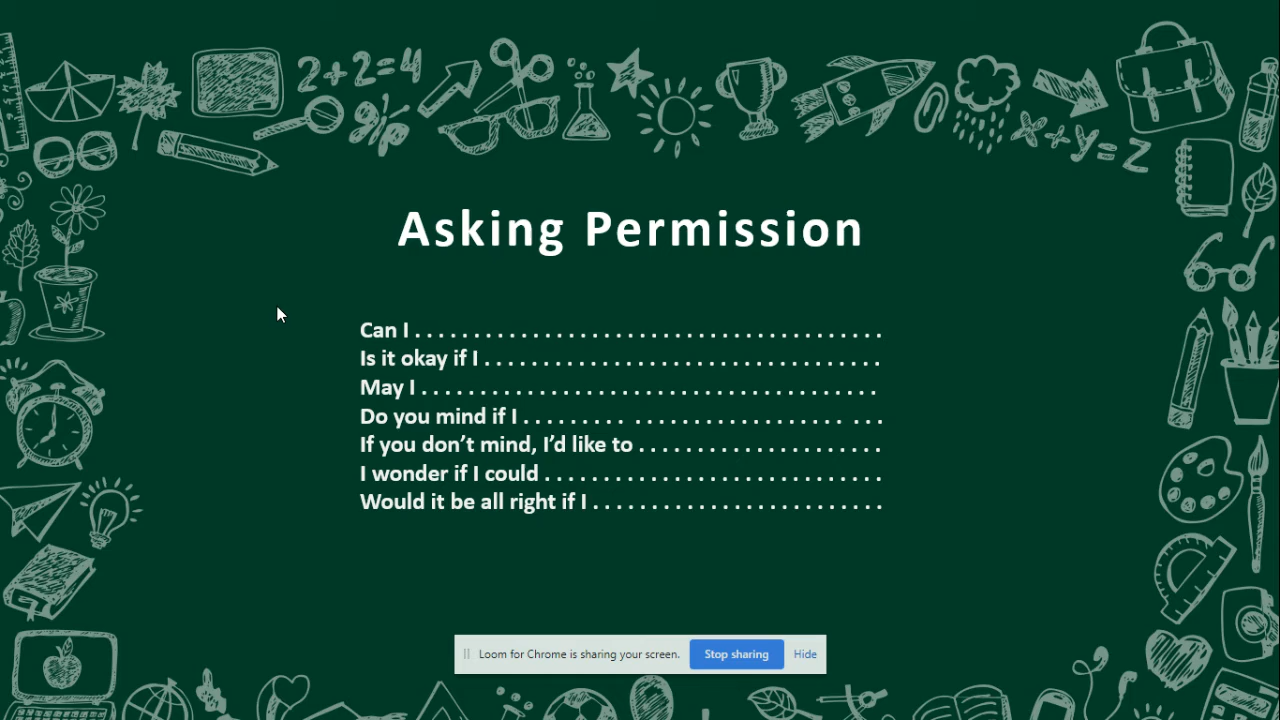 2+2=4
x+y=z
Asking Permission
Can I . . . . . . . . . . . . . . . . . . . . . . . . . . . . . . . . . . . . . . . .
Is it okay if I . . . . . . . . . . . . . . . . . . . . . . . . . . . . . . . . . .
May I . . . . . . . . . . . . . . . . . . . . . . . . . . . . . . . . . . . . . . .
Do you mind if I . . . . . . . . . . . . . . . . . . . . . . . . . . . . . . .
If you don’t mind, I’d like to . . . . . . . . . . . . . . . . . . . . .
I wonder if I could . . . . . . . . . . . . . . . . . . . . . . . . . . . . .
Would it be all right if I . . . . . . . . . . . . . . . . . . . . . . . . .
Loom for Chrome is sharing your screen. Stop sharing Hide